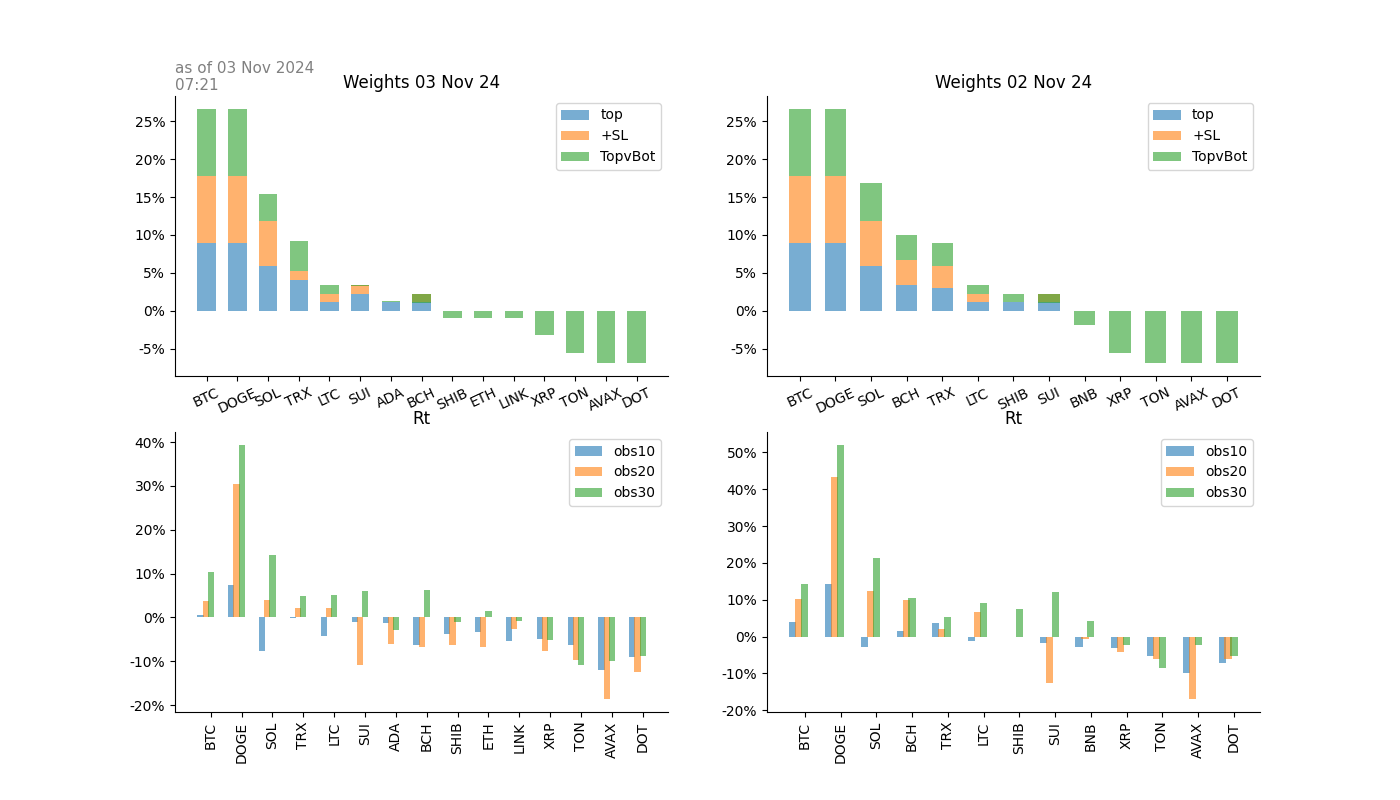 as of 03 Nov 2024
07:21
Weights 03 Nov 24
25%
20%
15%
10%
5%
0%
-5%
top
+SL
TopvBot
BTC DOGE SOL TRX LTC SUI ADA BCH SHIB ETH LINK XRP TON AVAX DOT
Weights 02 Nov 24
25%
20%
15%
10%
5%
0%
-5%
top
+SL
TopvBot
BTC DOGE SOL BCH TRX LTC SHIB SUI BNB XRP TON AVAX DOT
Rt
40%
30%
20%
10%
0%
-10%
-20%
obs10
obs20
obs30
BTC DOGE SOL TRX LTC SUI ADA BCH SHIB ETH LINK XRP TON AVAX DOT
Rt
50%
40%
30%
20%
10%
0%
-10%
-20%
obs10
obs20
obs30
BTC DOGE SOL BCH TRX LTC SHIB SUI BNB XRP TON AVAX DOT